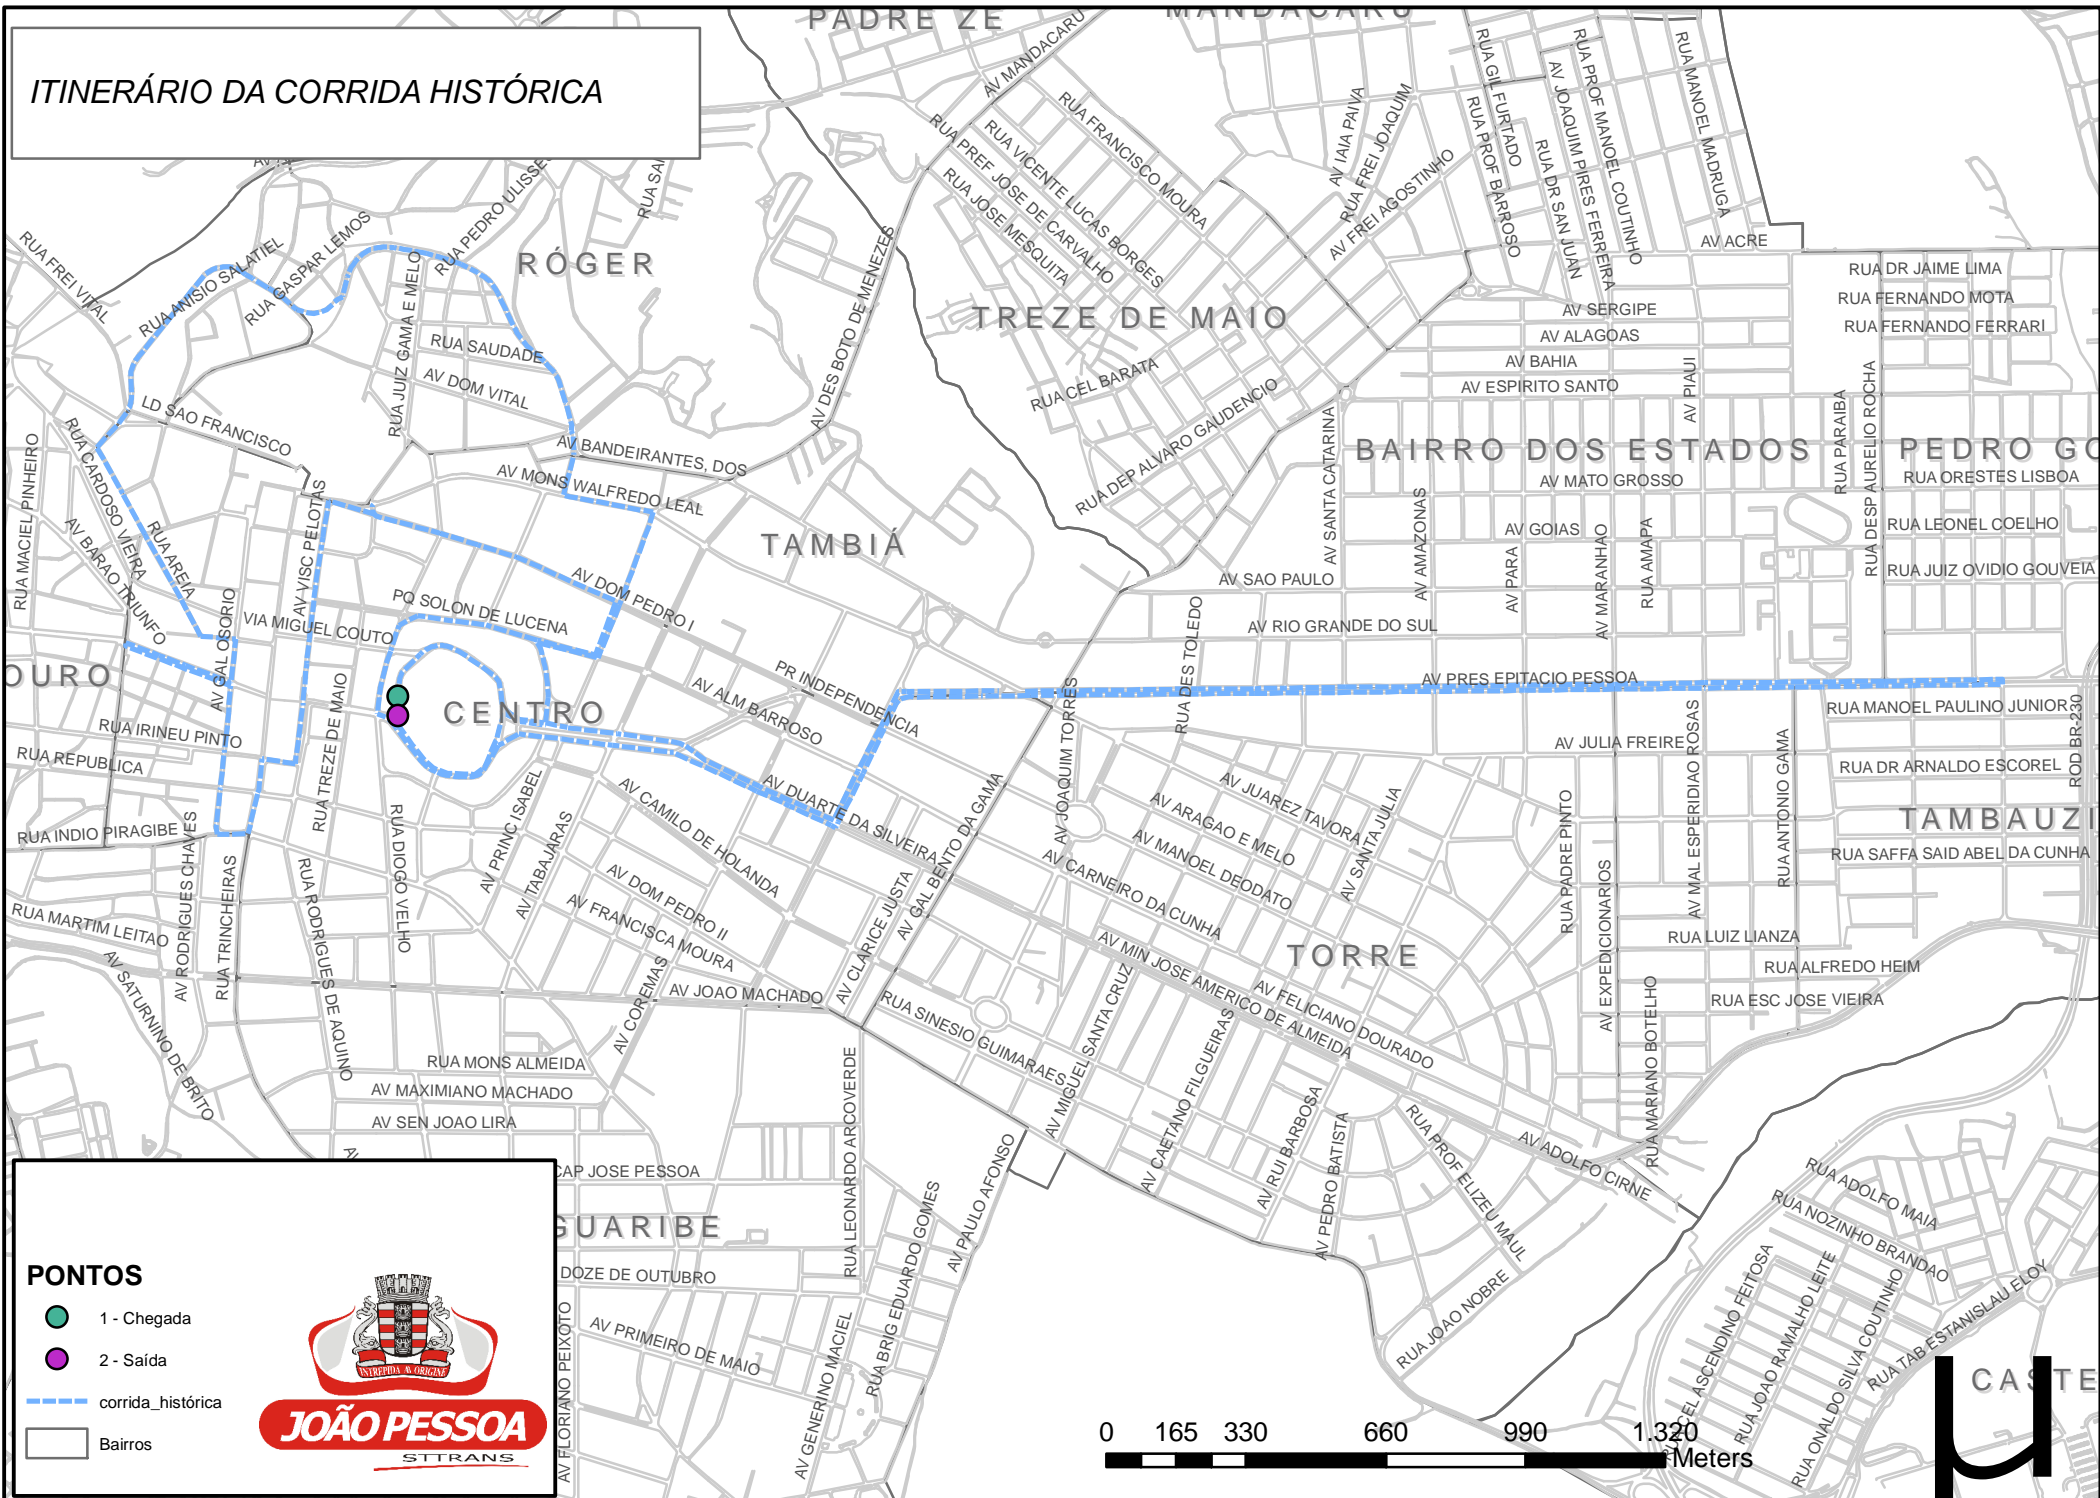 PADRE ZE
MANDACARU
ITINERÁRIO DA CORRIDA HISTÓRICA
AV MANDACARU
RUA GIL FURTADO
RUA PROF MANOEL COUTINHO
RUA MANOEL MADRUGA
AV JOAQUIM PIRES FERREIRA
RUA FRANCISCO MOURA
AV IAIA PAIVA
RUA FREI JOAQUIM
RUA PROF BARROSO
RUA DR SAN JUAN
RUA VICENTE LUCAS BORGES
RUA PREF JOSE DE CARVALHO
RUA JOSE MESQUITA
AV FREI AGOSTINHO
RUA PEDRO ULISSES
RUA SA
RUA FREI VITAL
RUA ANISIO SALATIEL
RUA GASPAR LEMOS
RÓGER
AV ACRE
RUA DR JAIME LIMA
RUA FERNANDO MOTA
RUA FERNANDO FERRARI
AV SERGIPE
AV ALAGOAS
AV BAHIA
AV ESPIRITO SANTO
AV PIAUI
TREZE DE MAIO
RUA JUIZ GAMA E MELO
RUA SAUDADE
AV DOM VITAL
AV DES BOTO DE MENEZES
RUA CEL BARATA
RUA DEP ALVARO GAUDENCIO
AV SANTA CATARINA
RUA PARAIBA
RUA DESP AURELIO ROCHA
BAIRRO DOS ESTADOS
PEDRO GO
RUA ORESTES LISBOA
AV MATO GROSSO
LD SAO FRANCISCO
AV BANDEIRANTES, DOS
AV MONS WALFREDO LEAL
RUA MACIEL PINHEIRO
RUA CARDOSO VIEIRA
AV BARAO TRIUNFO
RUA AREIA
AV VISC PELOTAS
TAMBIÁ
AV AMAZONAS
AV GOIAS
AV PARA
AV MARANHAO
RUA AMAPA
RUA LEONEL COELHO
RUA JUIZ OVIDIO GOUVEIA
AV SAO PAULO
AV DOM PEDRO I
PQ SOLON DE LUCENA
VIA MIGUEL COUTO
AV GAL OSORIO
RUA DES TOLEDO
AV RIO GRANDE DO SUL
OURO
AV PRES EPITACIO PESSOA
PR INDEPENDENCIA
AV ALM BARROSO
CENTRO
RUA TREZE DE MAIO
RUA IRINEU PINTO
RUA REPUBLICA
AV JOAQUIM TORRES
RUA MANOEL PAULINO JUNIOR
ROD BR-230
AV JULIA FREIRE
AV MAL ESPERIDIAO ROSAS
RUA ANTONIO GAMA
RUA DR ARNALDO ESCOREL
TAMBAUZI
RUA SAFFA SAID ABEL DA CUNHA
AV DUARTE DA SILVEIRA
AV CAMILO DE HOLANDA
AV PRINC ISABEL
AV TABAJARAS
RUA DIOGO VELHO
RUA INDIO PIRAGIBE
AV RODRIGUES CHAVES
RUA TRINCHEIRAS
RUA RODRIGUES DE AQUINO
AV JUAREZ TAVORA
AV ARAGAO E MELO
AV MANOEL DEODATO
AV SANTA JULIA
RUA PADRE PINTO
AV CARNEIRO DA CUNHA
AV GAL BENTO DA GAMA
AV CLARICE JUSTA
AV DOM PEDRO II
AV FRANCISCA MOURA
RUA MARTIM LEITAO
AV SATURNINO DE BRITO
AV COREMAS
AV JOAO MACHADO
TORRE
AV EXPEDICIONARIOS
RUA LUIZ LIANZA
RUA ALFREDO HEIM
RUA ESC JOSE VIEIRA
RUA MARIANO BOTELHO
AV MIN JOSE AMERICO DE ALMEIDA
AV FELICIANO DOURADO
RUA SINESIO GUIMARAES
AV MIGUEL SANTA CRUZ
AV CAETANO FILGUEIRAS
AV RUI BARBOSA
AV PEDRO BATISTA
RUA PROF ELIZEU MAUL
AV ADOLFO CIRNE
RUA JOAO NOBRE
RUA MONS ALMEIDA
AV MAXIMIANO MACHADO
AV SEN JOAO LIRA
CAP JOSE PESSOA
GUARIBE
DOZE DE OUTUBRO
AV PRIMEIRO DE MAIO
AV FLORIANO PEIXOTO
RUA LEONARDO ARCOVERDE
RUA BRIG EDUARDO GOMES
AV GENERINO MACIEL
AV PAULO AFONSO
RUA ADOLFO MAIA
RUA NOZINHO BRANDAO
CEL ASCENDINO FEITOSA
RUA JOAO RAMALHO LEITE
RUA ONALDO SILVA COUTINHO
RUA TAB ESTANISLAU ELOY
CASTE
PONTOS
1 - Chegada
2 - Saída
corrida_histórica
Bairros
INTREPIDA AB ORIGINE
JOÃO PESSOA
STTRANS
0 165 330 660 990 1.320
Meters
µ